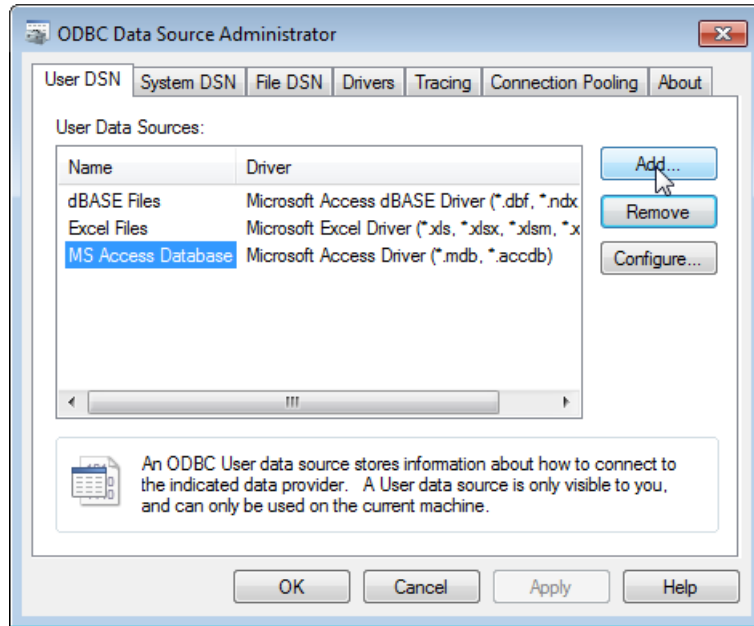 ODBC Data Source Administrator
User DSN System DSN File DSN Drivers Tracing Connection Pooling About
User Data Sources:
Name Driver
dBASE Files Microsoft Access dBASE Driver (*.dbf, *.ndx
Excel Files Microsoft Excel Driver (*.xls, *.xlsx, *.xlsm, *.x
MS Access Database Microsoft Access Driver (*.mdb, *.accdb)
Add...
Remove
Configure...
An ODBC User data source stores information about how to connect to
the indicated data provider. A User data source is only visible to you,
and can only be used on the current machine.
OK Cancel Apply Help